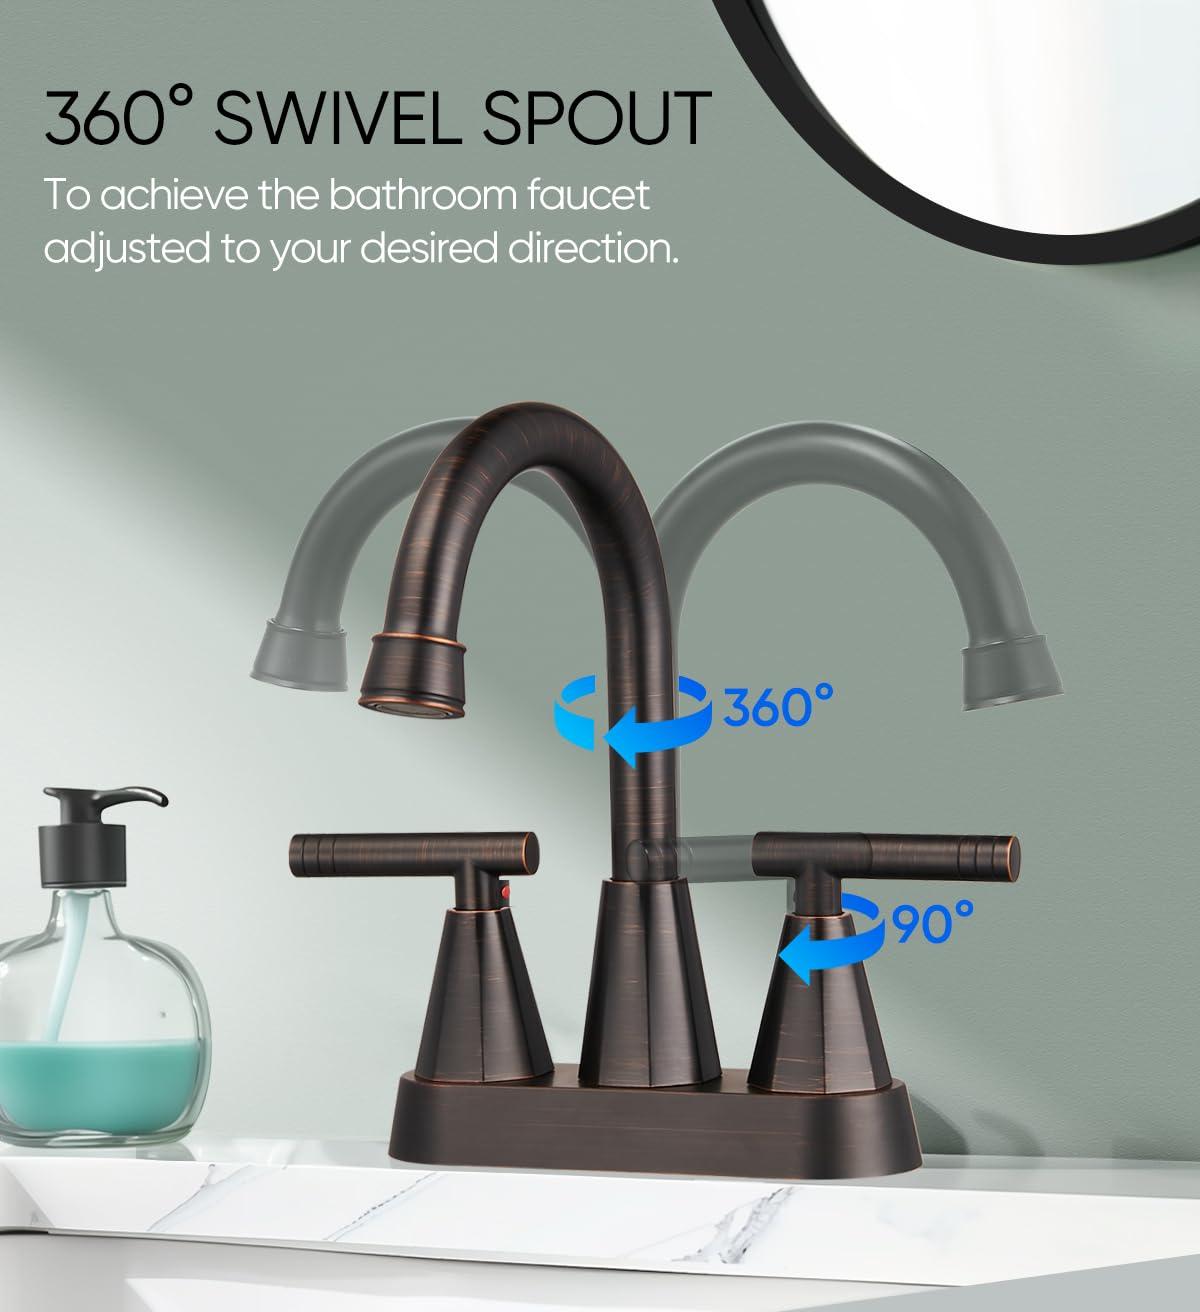 360° SWIVEL SPOUT
To achieve the bathroom faucet
adjusted to your desired direction.
360°
90°